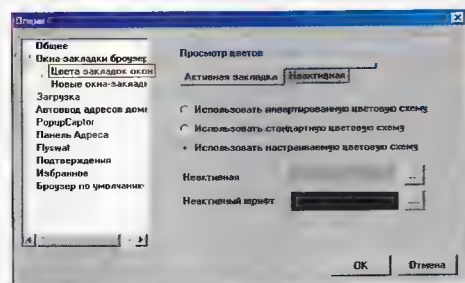 Опции
Общее
Окна закладки броузер
Цвета закладок окон
Новые окна-заклад
Загрузка
Автоввод адресов доме
PopupCaptor
Панель Адреса
Flyswat
Подтверждения
Избранное
Броузер по умолчанию
Просмотр цветов
Активная закладка
Неактивная
Использовать инвертированную цветовую схему
Использовать стандартную цветовую схему
Использовать настраиваемую цветовую схему
Неактивная
...
Неактивный шрифт
...
OK
Отмена